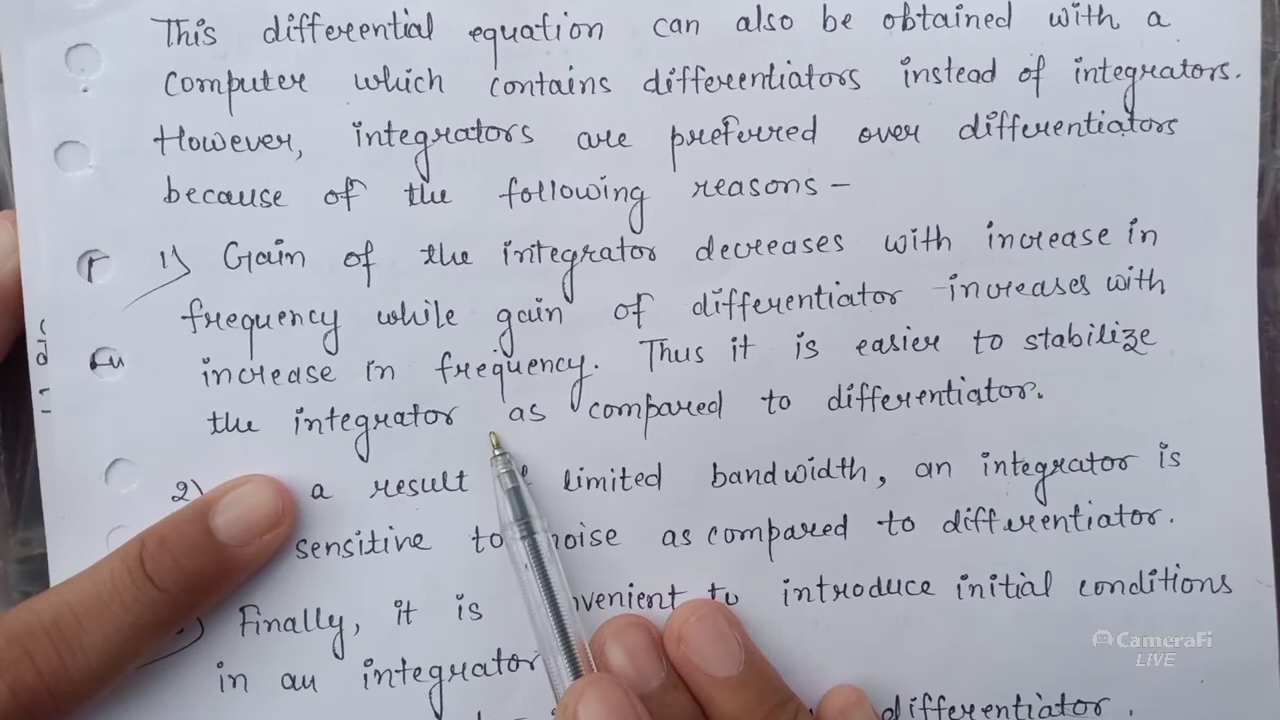 This differential equation can also be obtained with a
computer which contains differentiators instead of integrators.
However, integrators are preferred over differentiators
because of the following reasons –
1) Gain of the integrator decreases with increase in
frequency while gain of differentiator increases with
increase in frequency. Thus it is easier to stabilize
the integrator as compared to differentiator.
2) a result limited bandwidth, an integrator is
sensitive to noise as compared to differentiator.
) Finally, it is to introduce initial conditions
in an integrator
differentiator.
CameraFi
LIVE